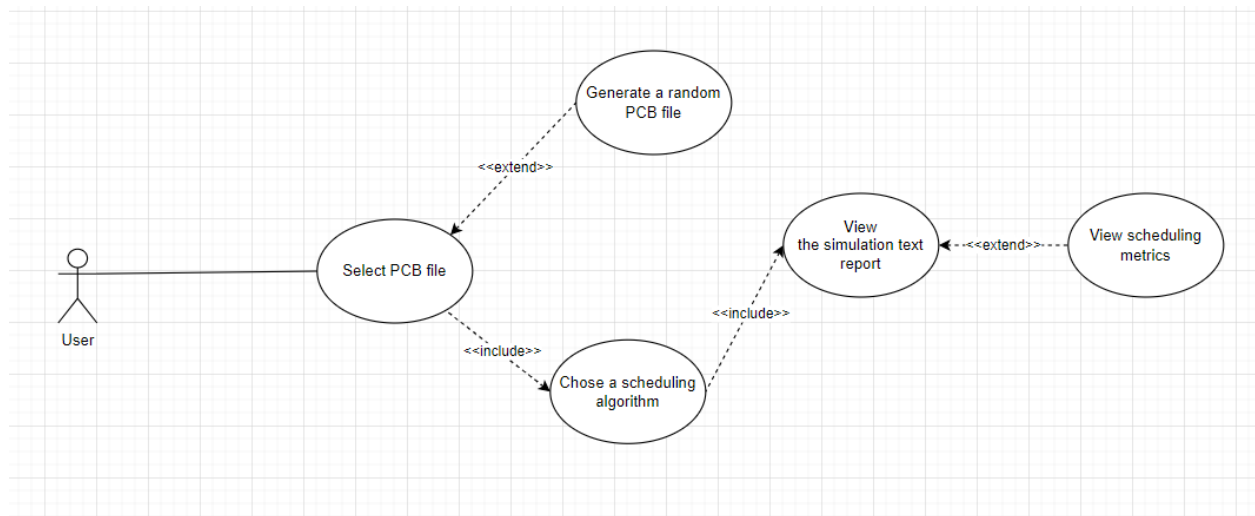 Generate a random
PCB file
<<extend>>
View
the simulation text
report
<<extend>>
View scheduling
metrics
Select PCB file
User
<<include>>
<<include>>
Chose a scheduling
algorithm